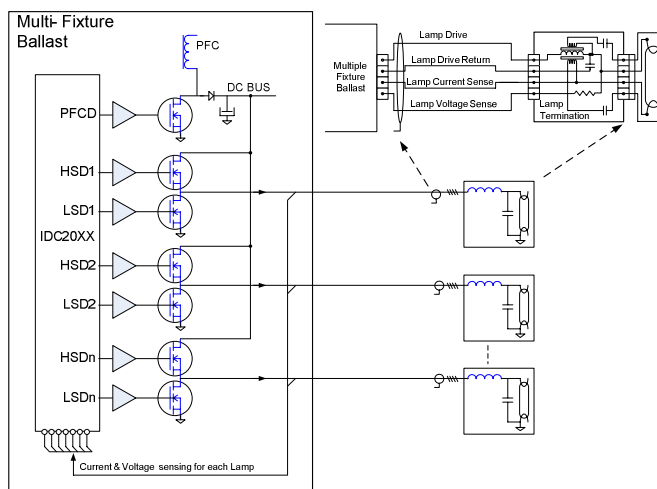 Multi- Fixture
Ballast
PFC
DC BUS
PFCD
HSD1
LSD1
IDC20XX
HSD2
LSD2
HSDn
LSDn
Current & Voltage sensing for each Lamp
Multiple
Fixture
Ballast
Lamp Drive
Lamp Drive Return
Lamp Current Sense
Lamp Voltage Sense
Lamp
Termination